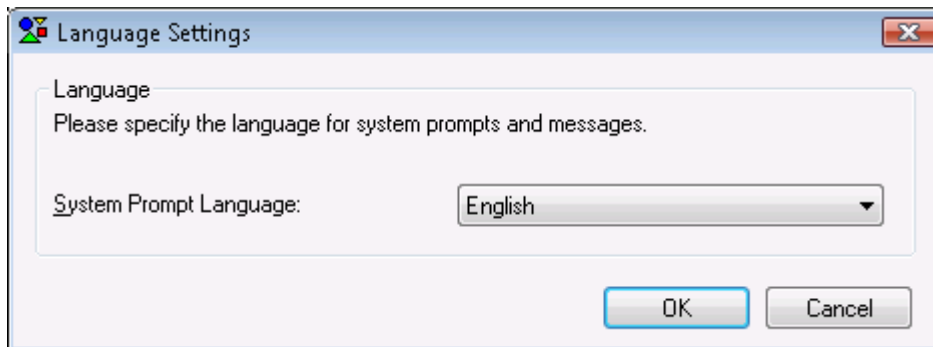 Language Settings
Language
Please specify the language for system prompts and messages.
System Prompt Language: English
OK Cancel